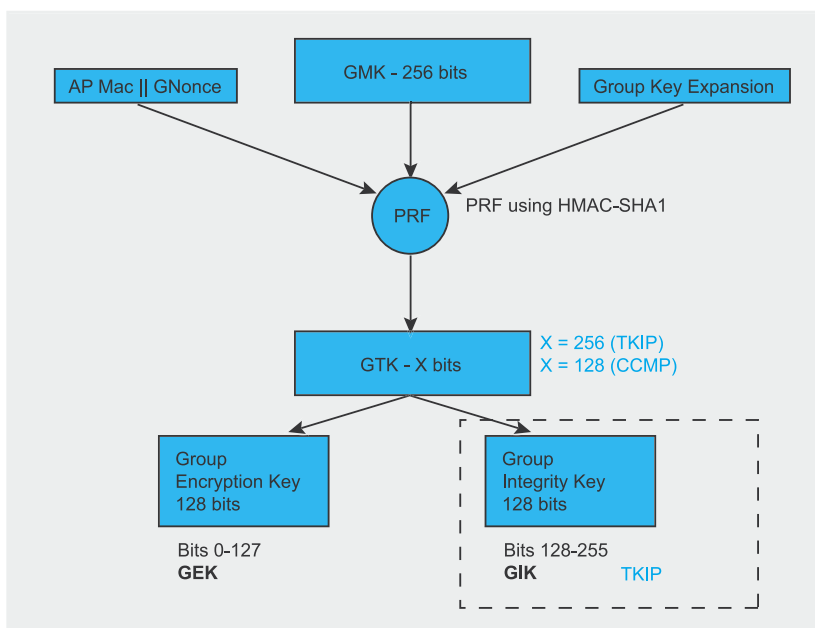 GMK - 256 bits
AP Mac || GNonce
Group Key Expansion
PRF
PRF using HMAC-SHA1
GTK - X bits
X = 256 (TKIP)
X = 128 (CCMP)
Group
Encryption Key
128 bits
Group
Integrity Key
128 bits
Bits 0-127
GEK
Bits 128-255
GIK
TKIP